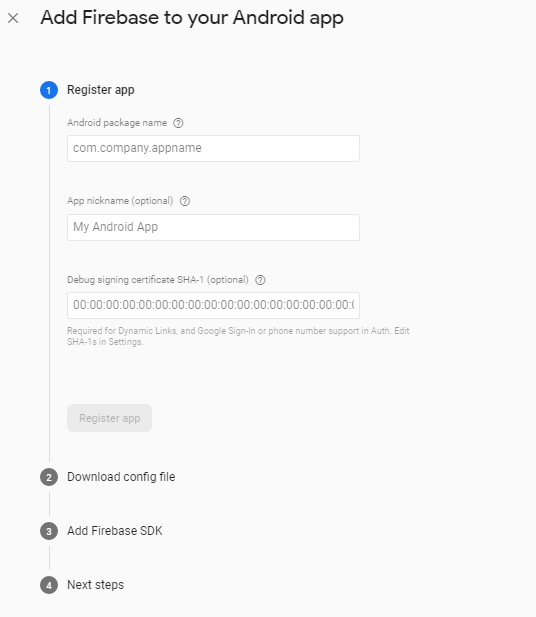 Add Firebase to your Android app
1 Register app
Android package name
com.company.appname
App nickname (optional)
My Android App
Debug signing certificate SHA-1 (optional)
00:00:00:00:00:00:00:00:00:00:00:00:00:00:00:00:00:0
Required for Dynamic Links, and Google Sign-In or phone number support in Auth. Edit
SHA-1s in Settings.
Register app
2 Download config file
3 Add Firebase SDK
4 Next steps